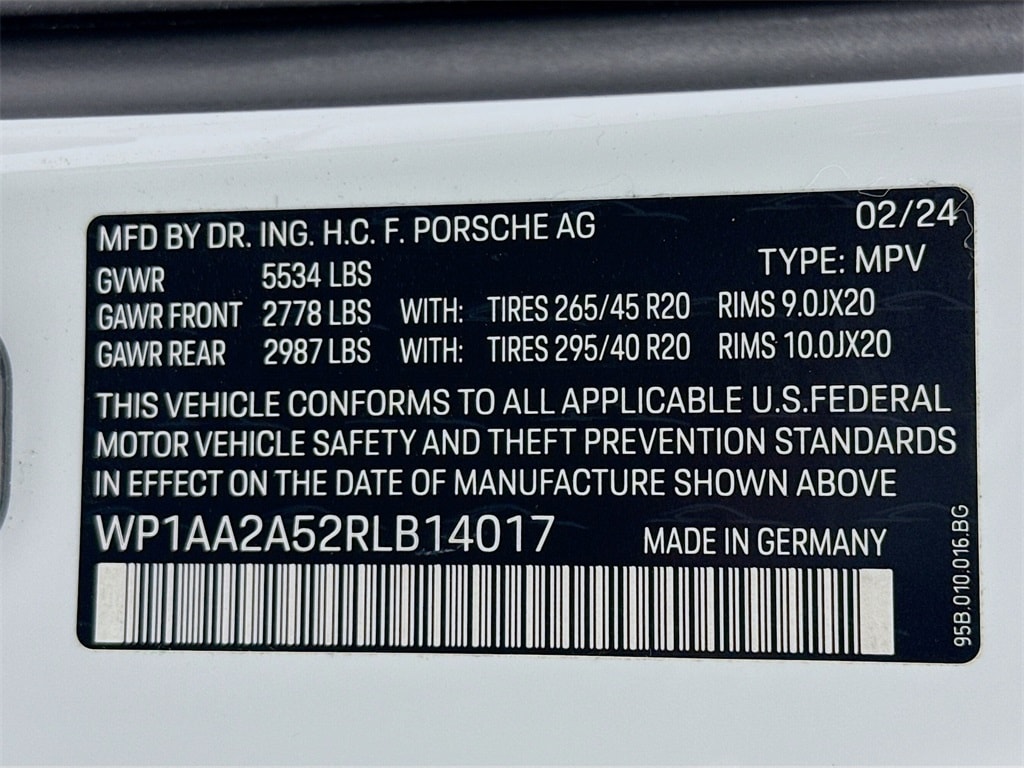 MFD BY DR. ING. H.C. F. PORSCHE AG 02/24
GVWR 5534 LBS TYPE: MPV
GAWR FRONT 2778 LBS WITH: TIRES 265/45 R20 RIMS 9.0JX20
GAWR REAR 2987 LBS WITH: TIRES 295/40 R20 RIMS 10.0JX20
THIS VEHICLE CONFORMS TO ALL APPLICABLE U.S.FEDERAL
MOTOR VEHICLE SAFETY AND THEFT PREVENTION STANDARDS
IN EFFECT ON THE DATE OF MANUFACTURE SHOWN ABOVE
WP1AA2A52RLB14017 MADE IN GERMANY
95B.010.016.BG